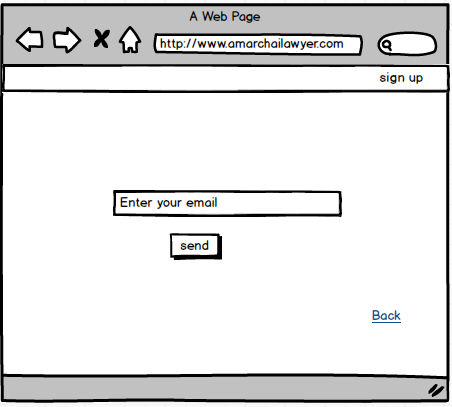 A Web Page
http://www.amarchailawyer.com
sign up
Enter your email
send
Back